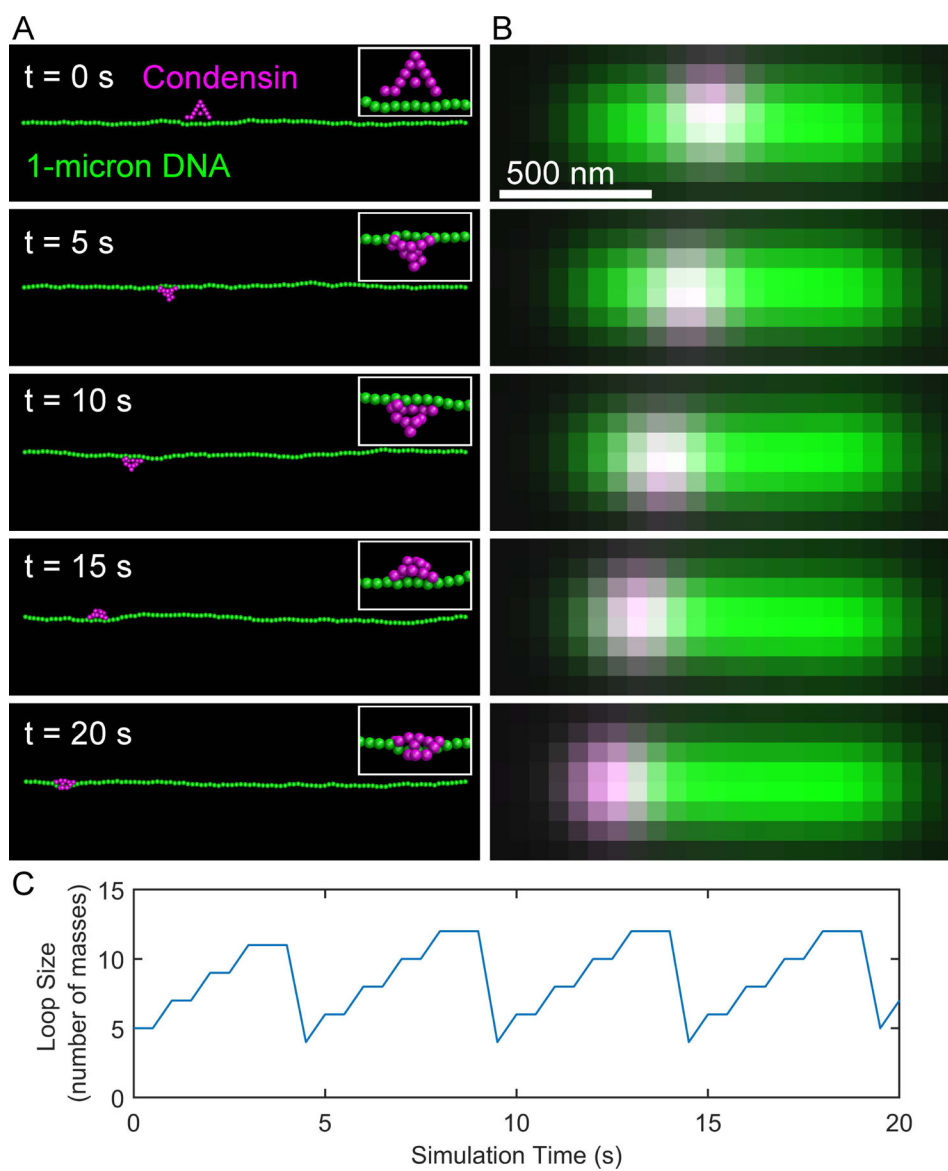 A
B
t = 0 s
Condensin
1-micron DNA
500 nm
t = 5 s
t = 10 s
t = 15 s
t = 20 s
C
Loop Size
(number of masses)
15
10
5
0
0
5
10
15
20
Simulation Time (s)